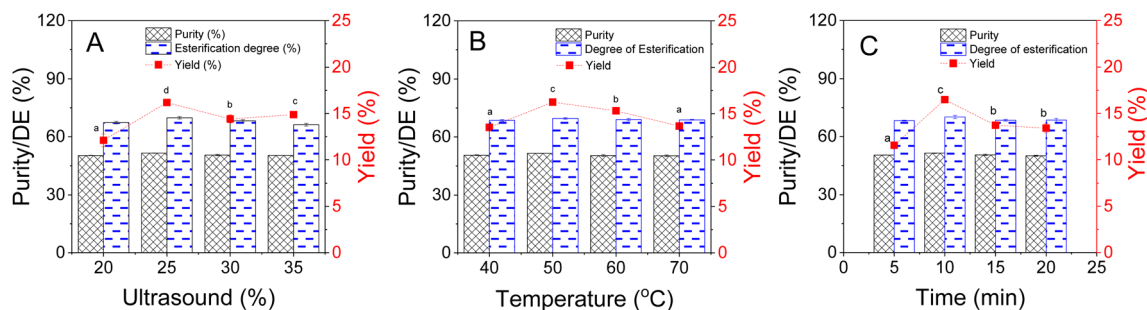 A
Purity (%)
Esterification degree (%)
Yield (%)
Purity/DE (%)
120
90
60
30
0
a
d
b
c
25
20
15
10
5
0
Yield (%)
20
25
30
35
Ultrasound (%)
B
Purity
Degree of Esterification
Yield
Purity/DE (%)
120
90
60
30
0
a
c
b
a
25
20
15
10
5
0
Yield (%)
40
50
60
70
Temperature (°C)
C
Purity
Degree of esterification
Yield
Purity/DE (%)
120
90
60
30
0
a
c
b
b
25
20
15
10
5
0
Yield (%)
0
5
10
15
20
25
Time (min)